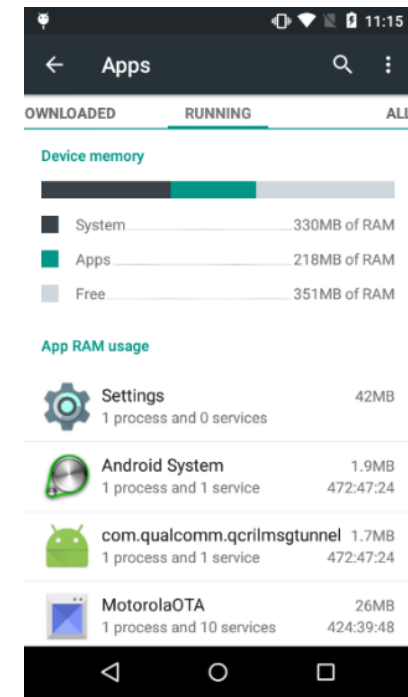 11:15
Apps
OWNLOADED RUNNING ALL
Device memory
System 330MB of RAM
Apps 218MB of RAM
Free 351MB of RAM
App RAM usage
Settings 42MB
1 process and 0 services
Android System 1.9MB
1 process and 1 service 472:47:24
com.qualcomm.qcrilmsgtunnel 1.7MB
1 process and 1 service 472:47:24
MotorolaOTA 26MB
1 process and 10 services 424:39:48